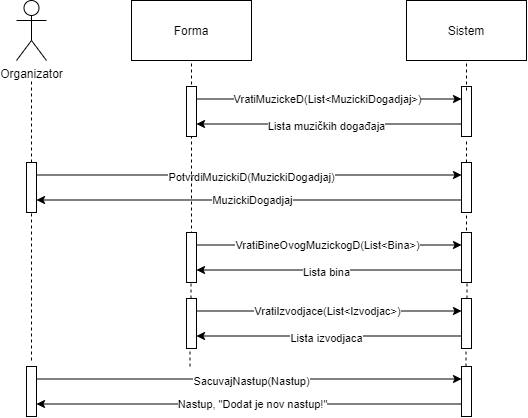 Forma
Sistem
Organizator
VratiMuzickeD(List<MuzickiDogadjaj>)
Lista muzičkih događaja
PotvrdiMuzickiD(MuzickiDogadjaj)
MuzickiDogadjaj
VratiBineOvogMuzickogD(List<Bina>)
Lista bina
VratiIzvodjace(List<Izvodjac>)
Lista izvodjaca
SacuvajNastup(Nastup)
Nastup, "Dodat je nov nastup!"